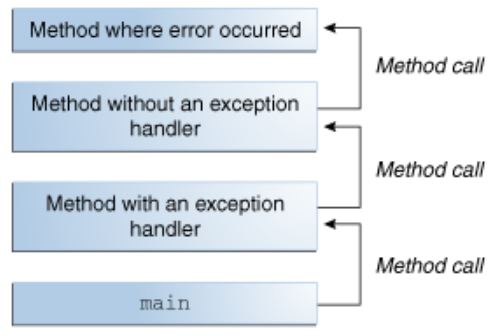 Method where error occurred
Method call
Method without an exception
handler
Method call
Method with an exception
handler
Method call
main